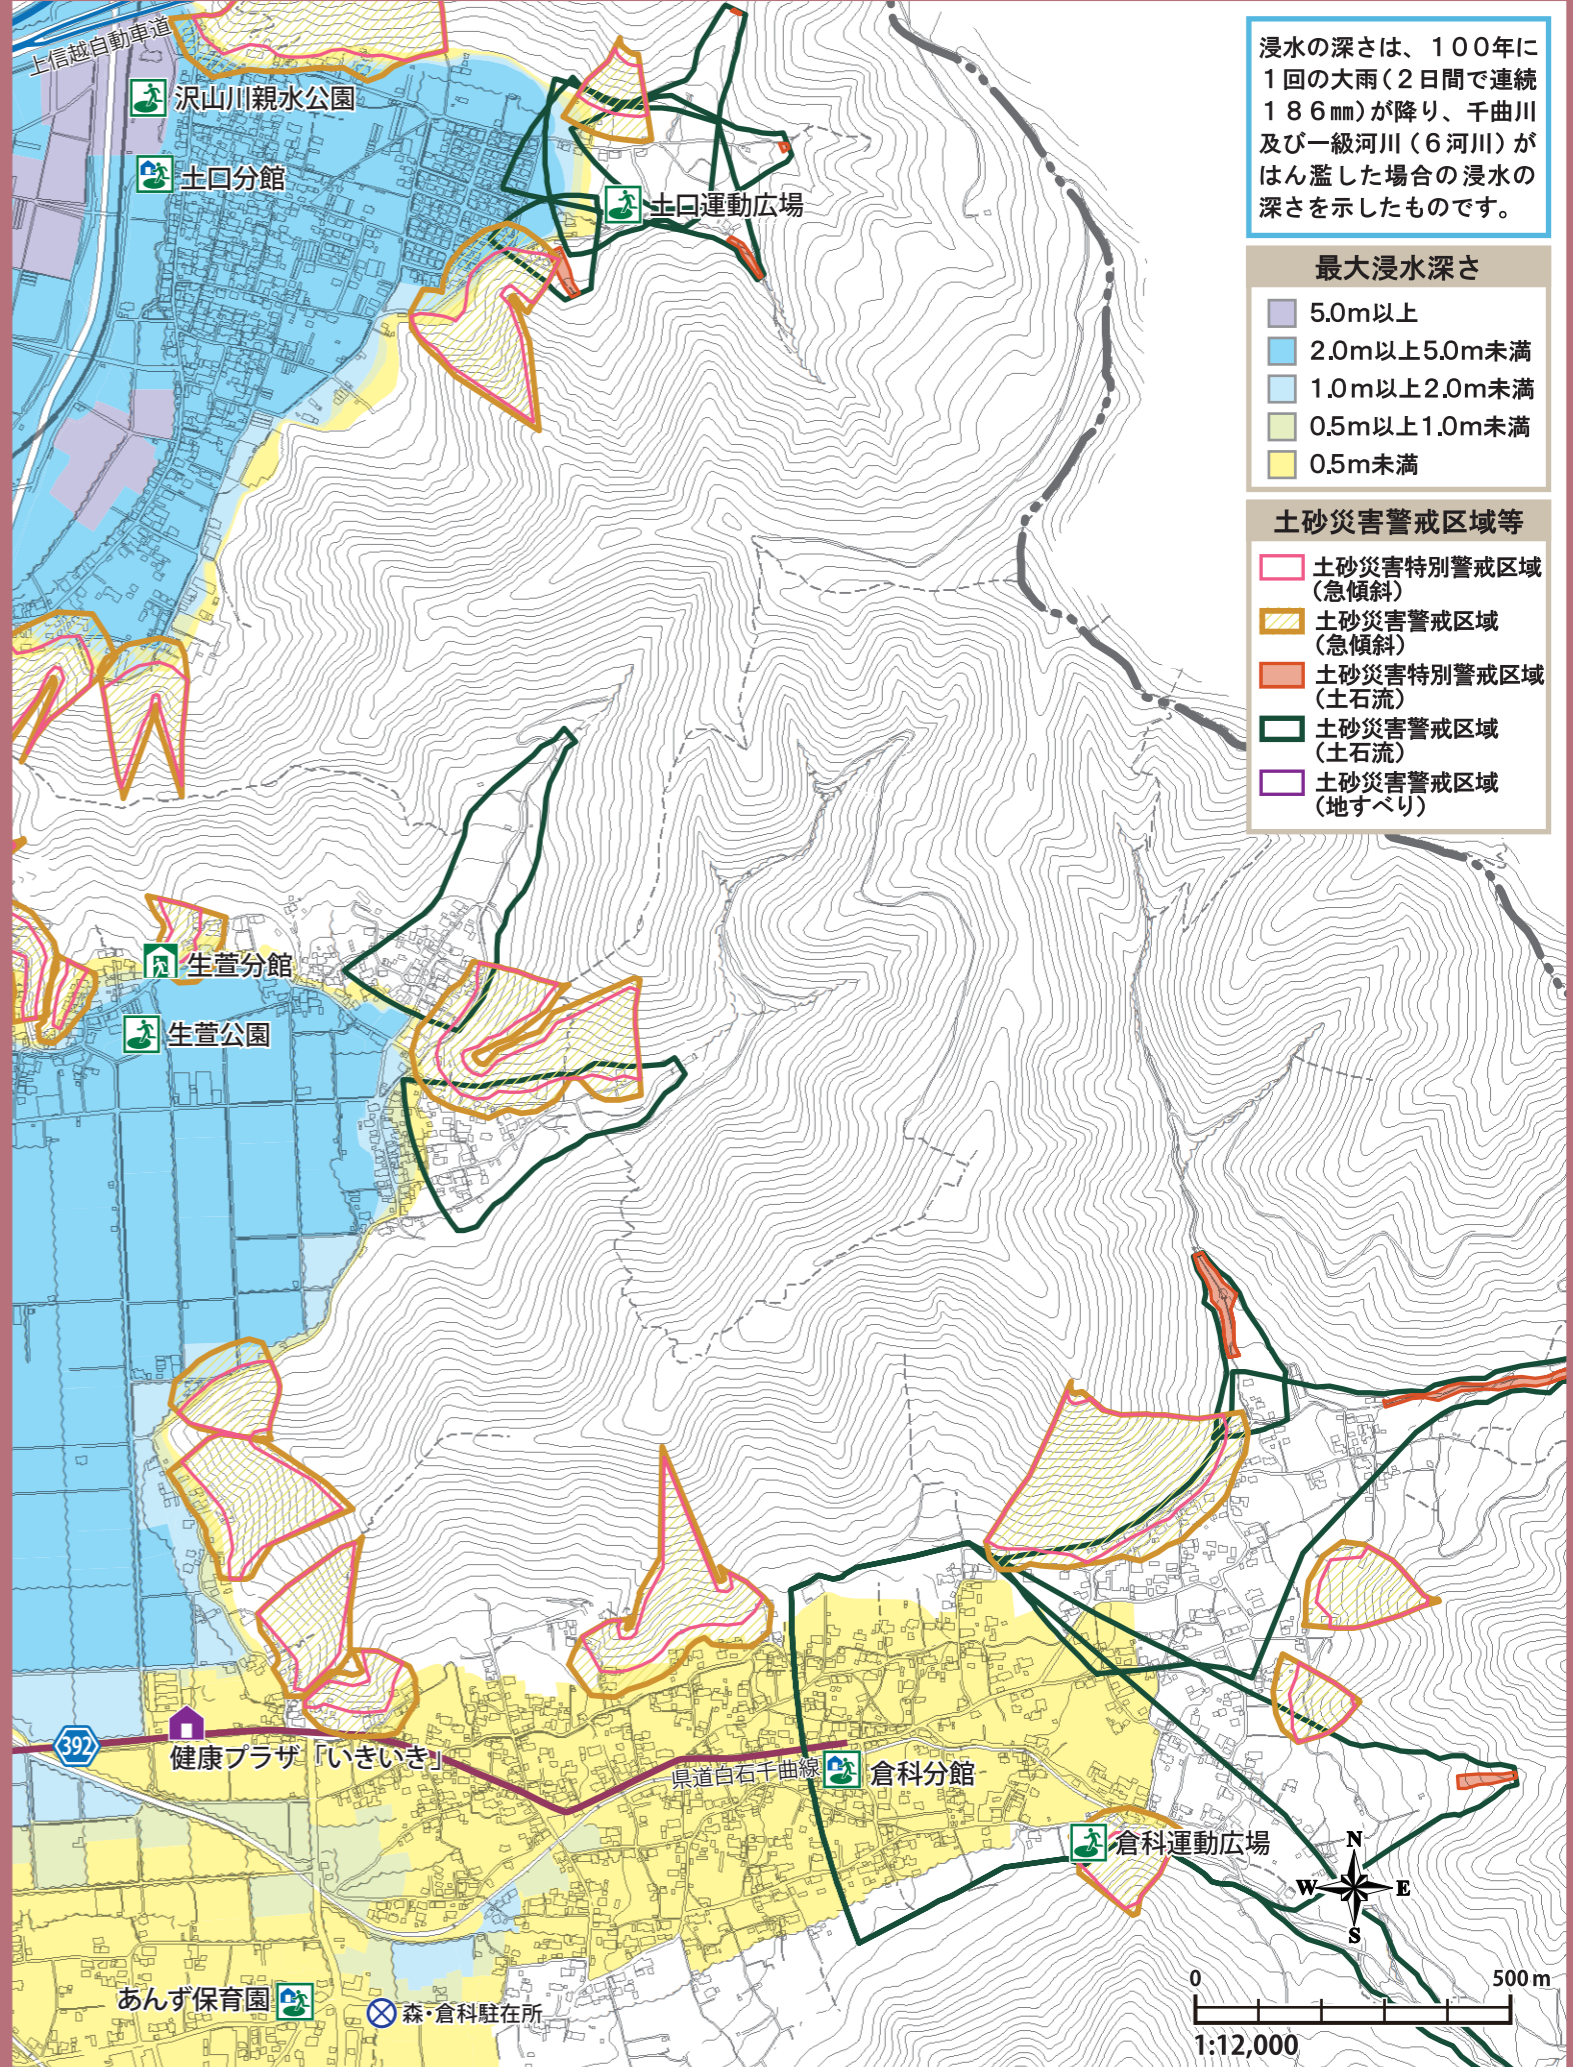 上信越自動車道
沢山川親水公園
土口分館
土口運動広場
浸水の深さは、100年に
1回の大雨(2日間で連続
186㎜)が降り、千曲川
及び一級河川(6河川)が
はん濫した場合の浸水の
深さを示したものです。
最大浸水深さ
5.0m以上
2.0m以上5.0m未満
1.0m以上2.0m未満
0.5m以上1.0m未満
0.5m未満
土砂災害警戒区域等
土砂災害特別警戒区域
(急傾斜)
土砂災害警戒区域
(急傾斜)
土砂災害特別警戒区域
(土石流)
土砂災害警戒区域
(土石流)
土砂災害警戒区域
(地すべり)
生萱分館
生萱公園
392
健康プラザ「いきいき」
県道白石千曲線
倉科分館
倉科運動広場
N
W
E
S
あんず保育園
森・倉科駐在所
0
500m
1:12,000